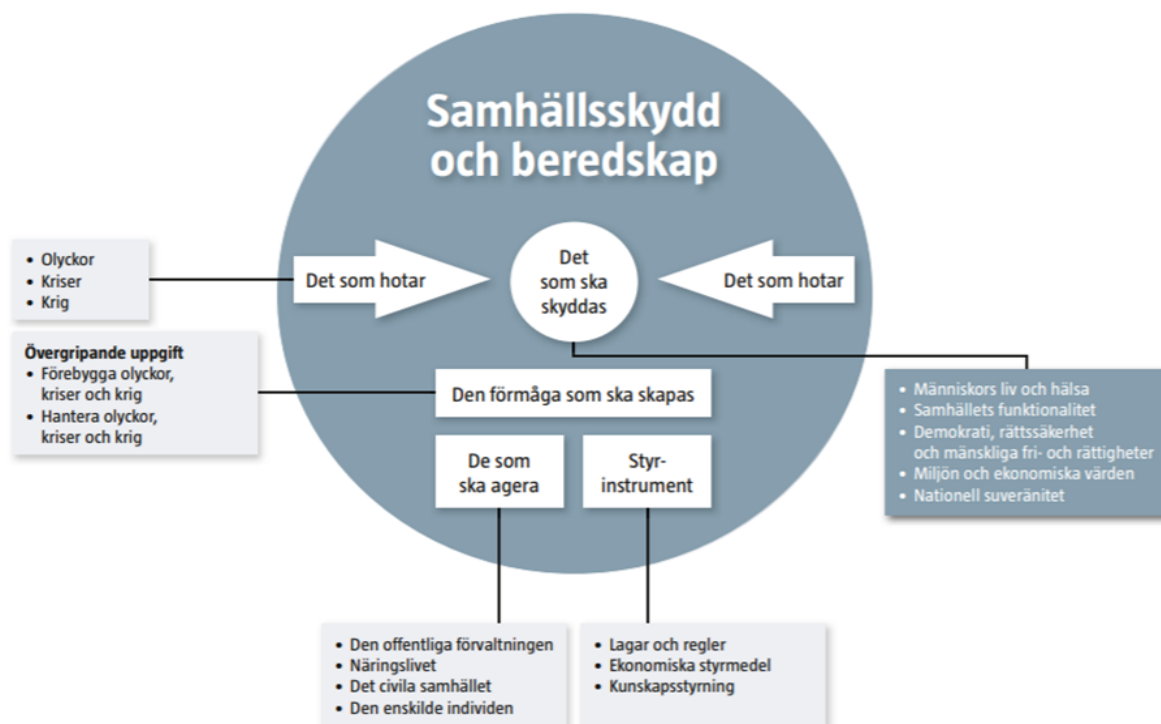 Samhällsskydd
och beredskap
• Olyckor
• Kriser
• Krig
Det som hotar
Det
som ska
skyddas
Det som hotar
Övergripande uppgift
• Förebygga olyckor,
kriser och krig
• Hantera olyckor,
kriser och krig
Den förmåga som ska skapas
• Människors liv och hälsa
• Samhällets funktionalitet
• Demokrati, rättssäkerhet
och mänskliga fri- och rättigheter
• Miljön och ekonomiska värden
• Nationell suveränitet
De som
ska agera
Styr-
instrument
• Den offentliga förvaltningen
• Näringslivet
• Det civila samhället
• Den enskilde individen
• Lagar och regler
• Ekonomiska styrmedel
• Kunskapsstyrning